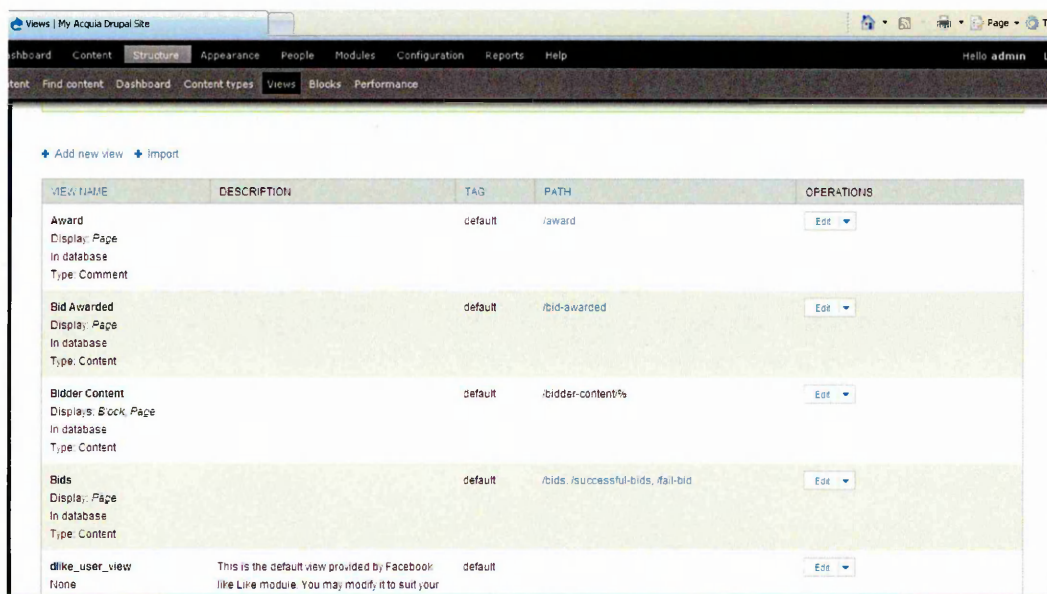 Views | My Acquia Drupal Site
Page
ashboard Content Structure Appearance People Modules Configuration Reports Help Hello admin
tent Find content Dashboard Content types Views Blocks Performance
Add new view Import
VIEW NAME DESCRIPTION TAG PATH OPERATIONS
Award default /award Edit
Display: Page
In database
Type: Comment
Bid Awarded default /bid-awarded Edit
Display: Page
In database
Type: Content
Bidder Content default /bidder-content/% Edit
Displays: Block, Page
In database
Type: Content
Bids default /bids, /successful-bids, /fail-bid Edit
Display: Page
In database
Type: Content
dlike_user_view This is the default view provided by Facebook default Edit
None like Like module. You may modify it to suit your